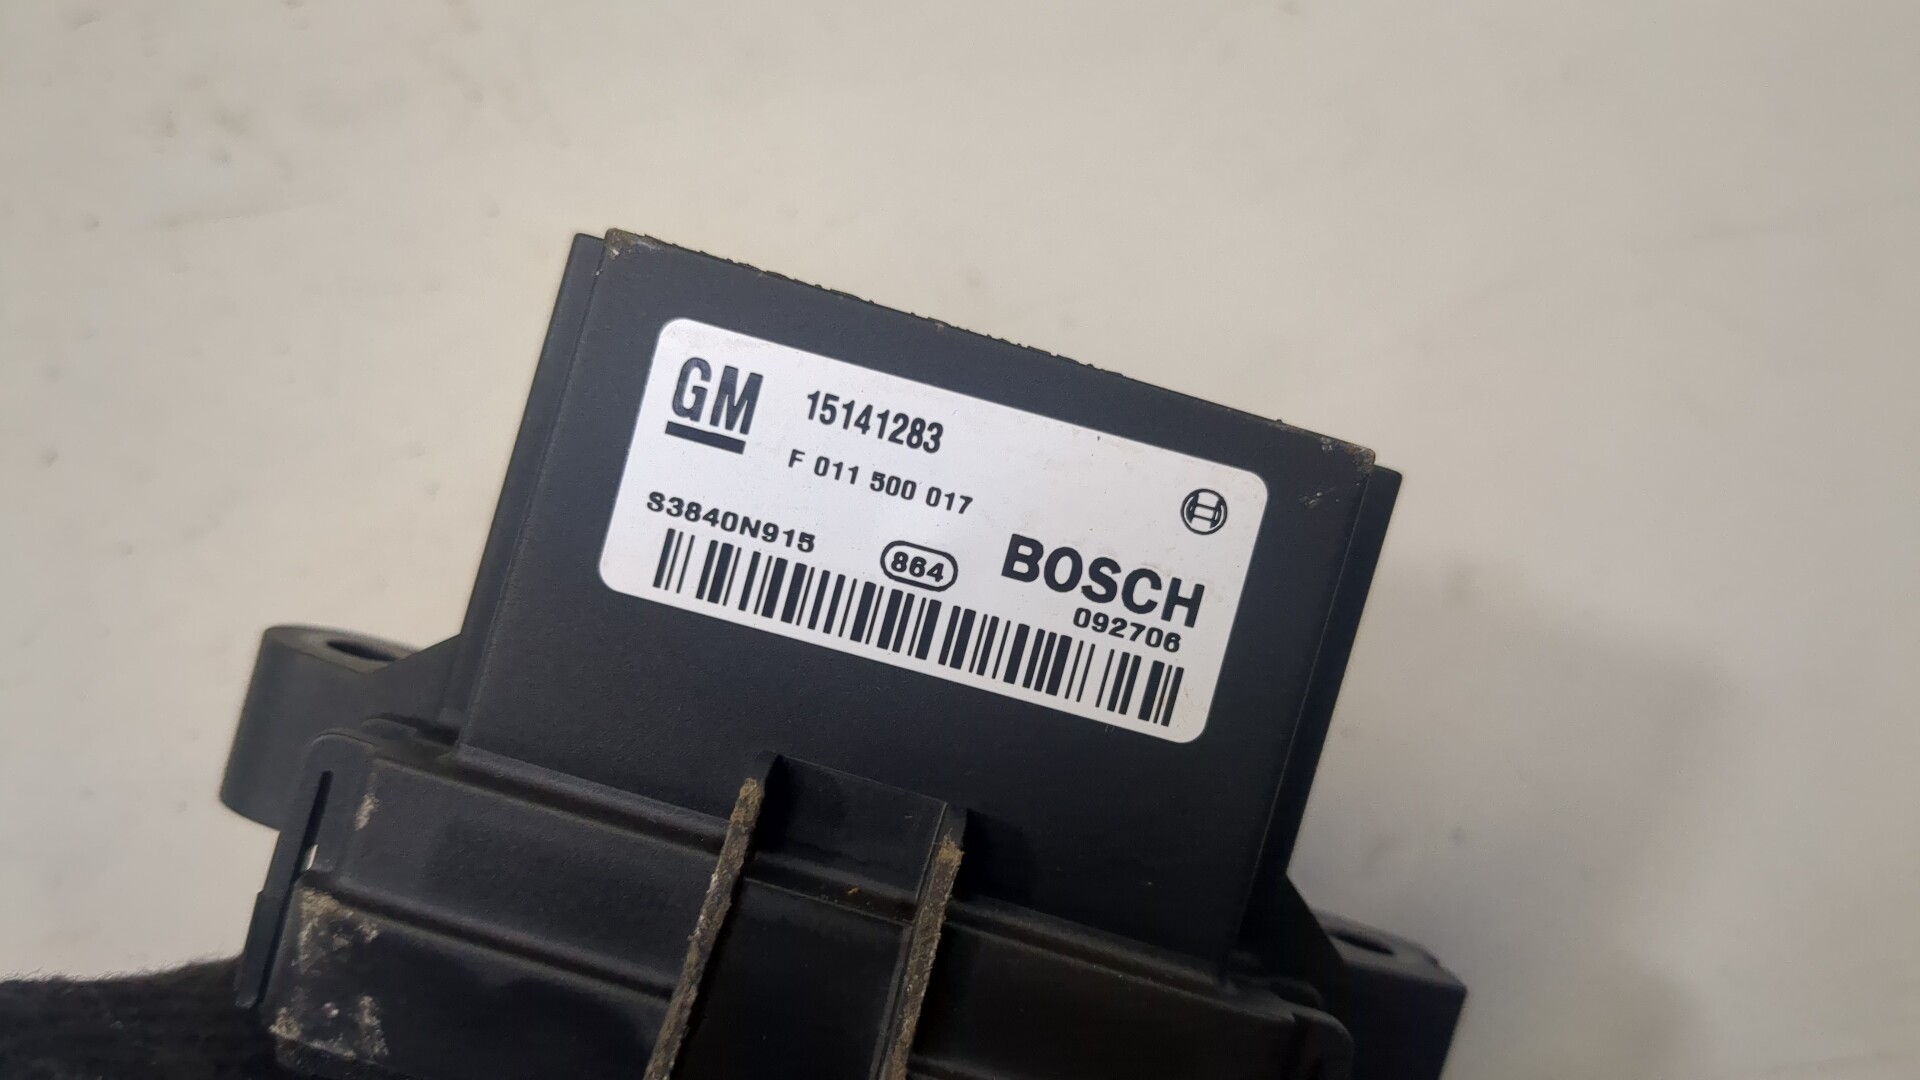 GM 15141283
F 011 500 017
S3840N915
864
BOSCH
092706